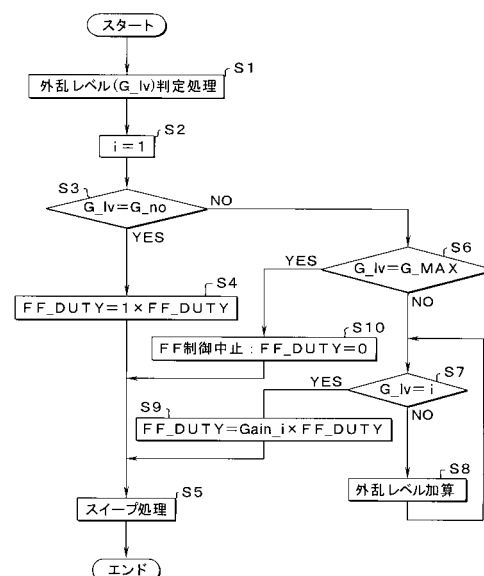 スタート
S1
外乱レベル(G_lv)判定処理
S2
i=1
S3
G_lv=G_no
NO
YES
S6
G_lv=G_MAX
YES
NO
S4
FF_DUTY=1×FF_DUTY
S10
FF制御中止:FF_DUTY=0
S7
G_lv=i
YES
NO
S9
FF_DUTY=Gain_i×FF_DUTY
S8
外乱レベル加算
S5
スイープ処理
エンド